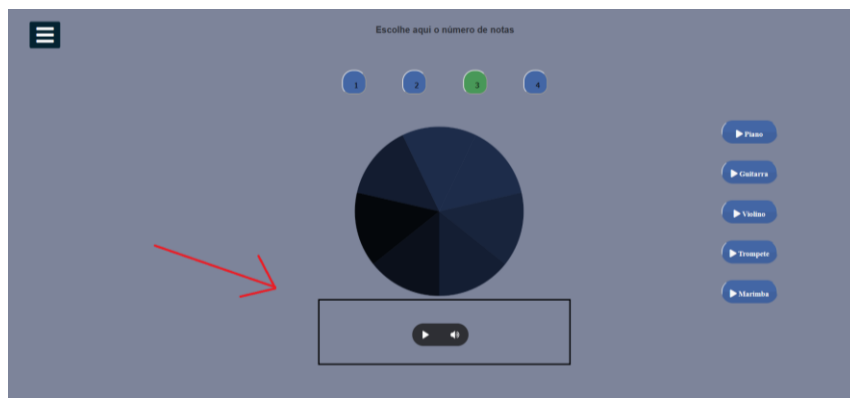 Escolhe aqui o número de notas
1 2 3 4
Piano
Guitarra
Violino
Trompete
Marimba